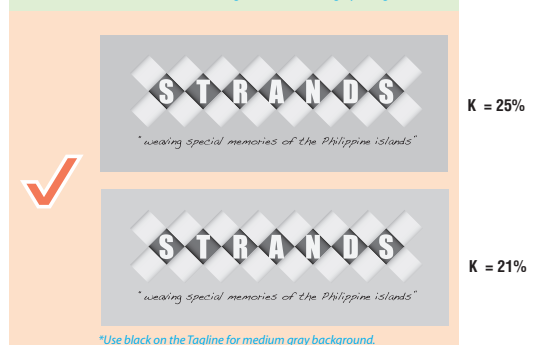 STRANDS
"weaving special memories of the Philippine islands"
K = 25%
STRANDS
"weaving special memories of the Philippine islands"
K = 21%
*Use black on the Tagline for medium gray background.